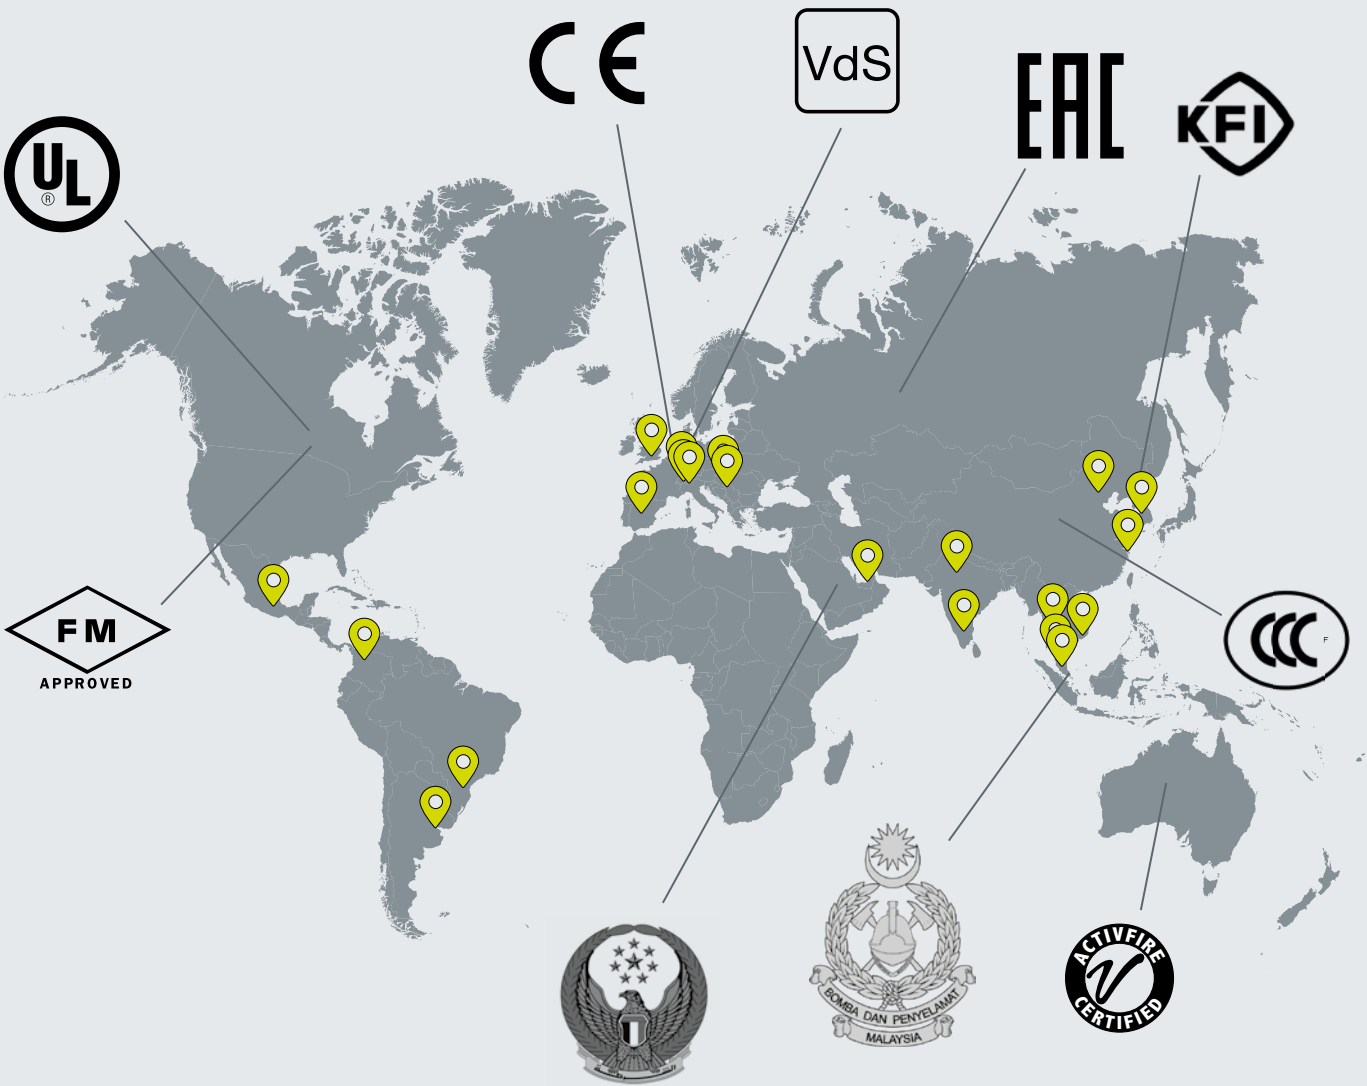 CE
VdS
EAC
KFI
UL
®
FM
APPROVED
CCC
F
BOMBA DAN PENYELAMAT
MALAYSIA
ACTIVFIRE
CERTIFIED